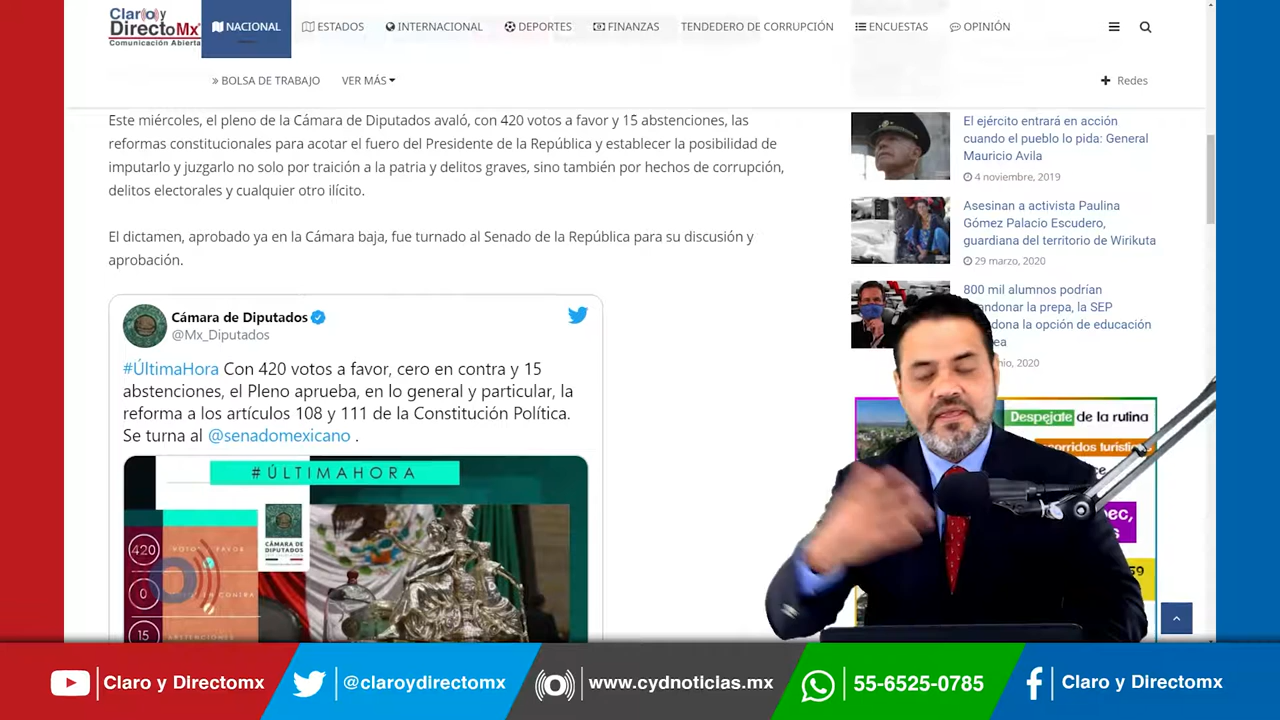 Claro y
DirectoMx
Comunicación Abierta
NACIONAL
ESTADOS
INTERNACIONAL
DEPORTES
FINANZAS
TENDEDERO DE CORRUPCIÓN
ENCUESTAS
OPINIÓN
» BOLSA DE TRABAJO
VER MÁS
+ Redes
Este miércoles, el pleno de la Cámara de Diputados avaló, con 420 votos a favor y 15 abstenciones, las
reformas constitucionales para acotar el fuero del Presidente de la República y establecer la posibilidad de
imputarlo y juzgarlo no solo por traición a la patria y delitos graves, sino también por hechos de corrupción,
delitos electorales y cualquier otro ilícito.
El dictamen, aprobado ya en la Cámara baja, fue turnado al Senado de la República para su discusión y
aprobación.
Cámara de Diputados
@Mx_Diputados
#ÚltimaHora Con 420 votos a favor, cero en contra y 15
abstenciones, el Pleno aprueba, en lo general y particular, la
reforma a los artículos 108 y 111 de la Constitución Política.
Se turna al @senadomexicano .
#ÚLTIMAHORA
CÁMARA DE
DIPUTADOS
420
0
15
El ejército entrará en acción
cuando el pueblo lo pida: General
Mauricio Avila
4 noviembre, 2019
Asesinan a activista Paulina
Gómez Palacio Escudero,
guardiana del territorio de Wirikuta
29 marzo, 2020
800 mil alumnos podrían
la prepa, la SEP
la opción de educación
2020
Despejate de la rutina
59
Claro y Directomx
@claroydirectomx
www.cydnoticIas.mx
55-6525-0785
Claro y Directomx